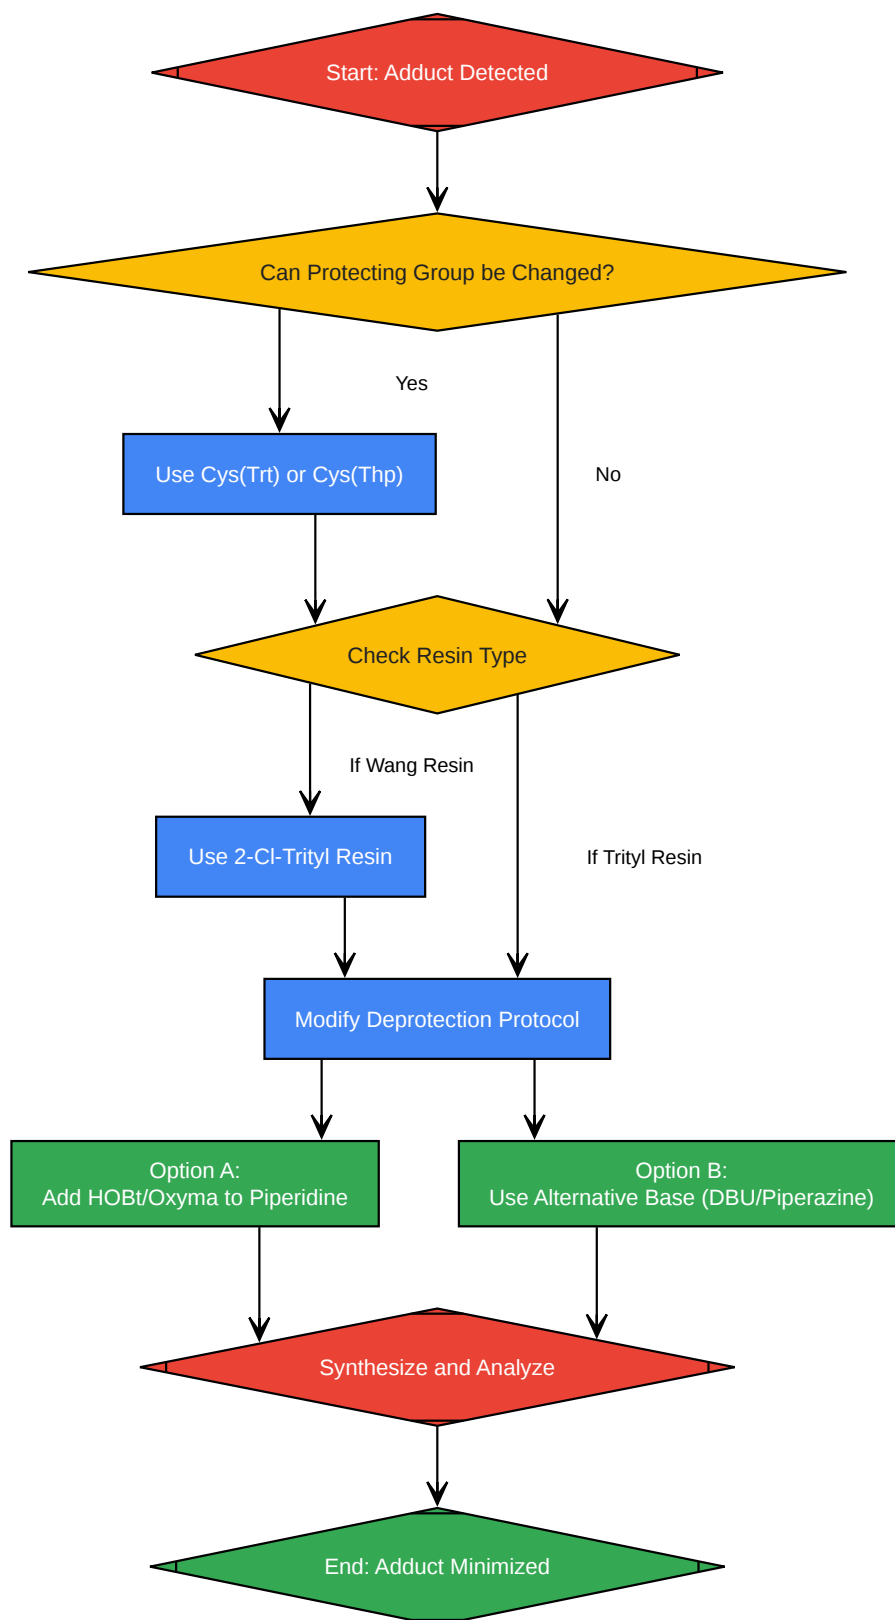 Start: Adduct Detected
Can Protecting Group be Changed?
Yes
Use Cys(Trt) or Cys(Thp)
No
Check Resin Type
If Wang Resin
Use 2-Cl-Trityl Resin
If Trityl Resin
Modify Deprotection Protocol
Option A:
Add HOBt/Oxyma to Piperidine
Option B:
Use Alternative Base (DBU/Piperazine)
Synthesize and Analyze
End: Adduct Minimized